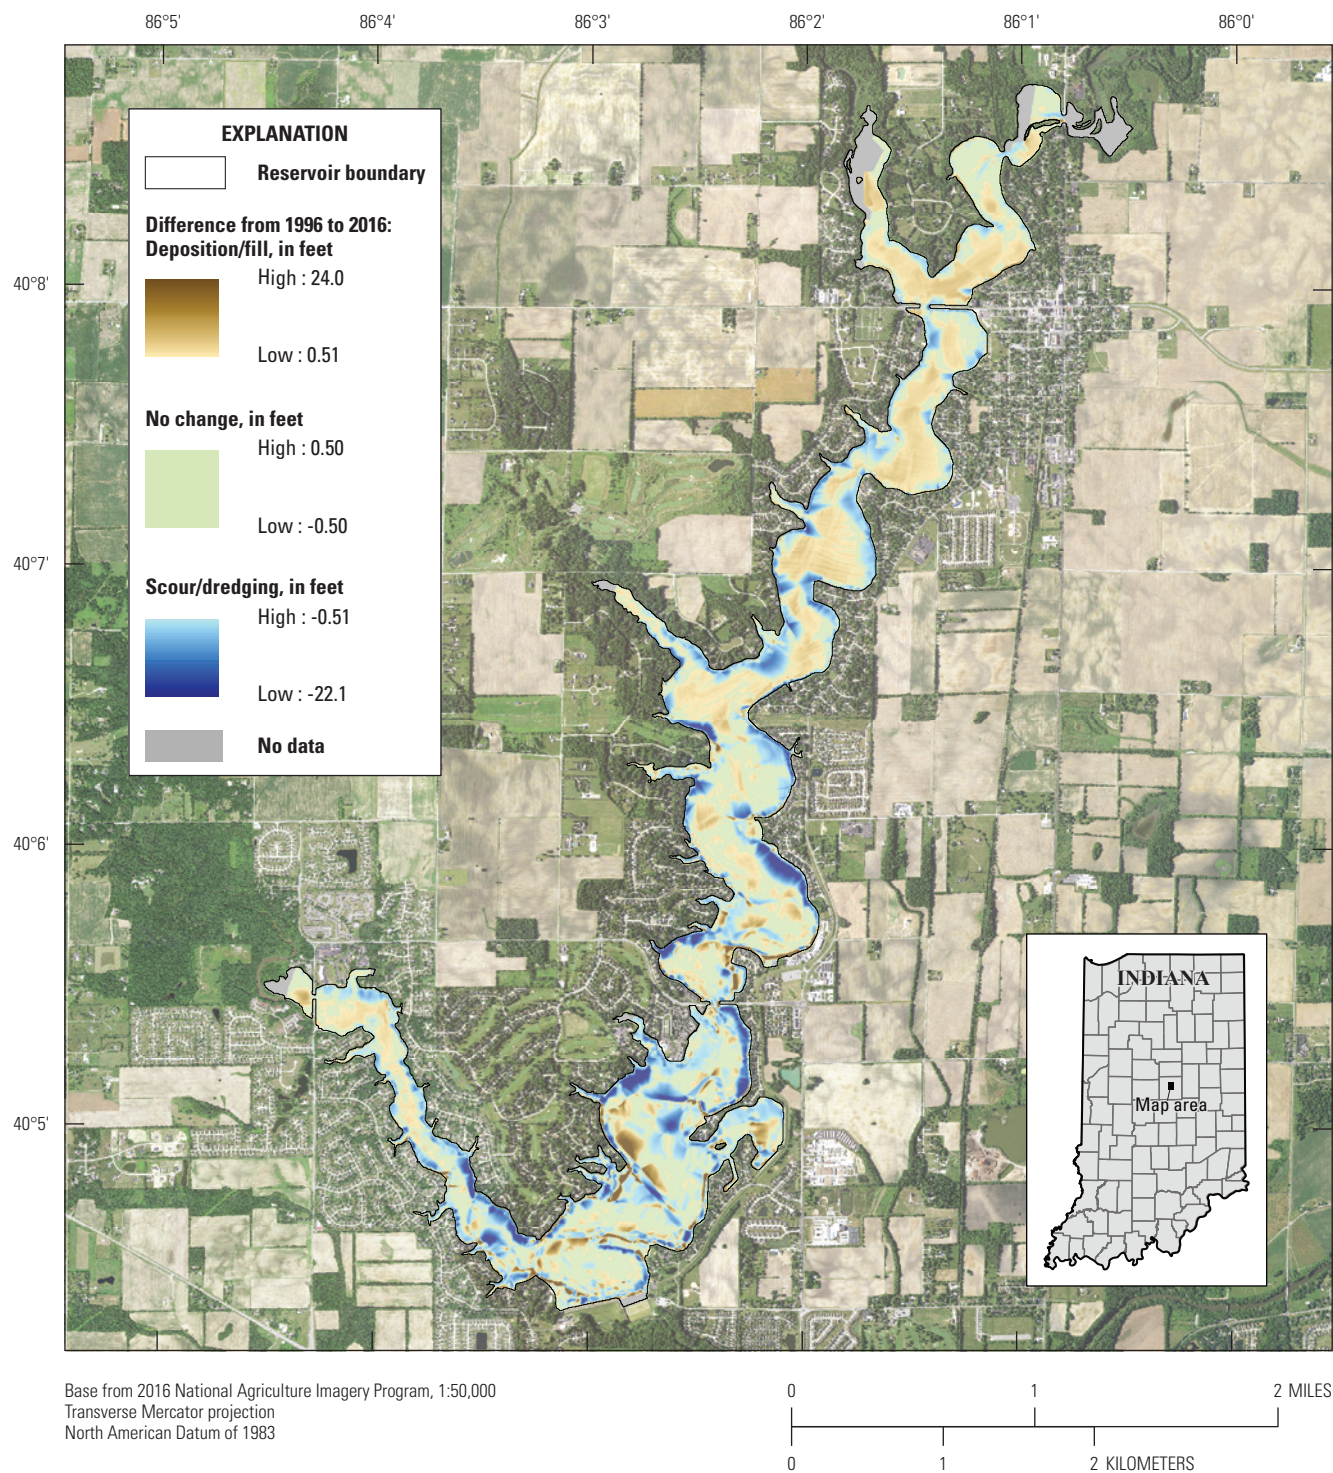 86°5' 86°4' 86°3' 86°2' 86°1' 86°0'
EXPLANATION
Reservoir boundary
Difference from 1996 to 2016:
Deposition/fill, in feet
High : 24.0
Low : 0.51
No change, in feet
High : 0.50
Low : -0.50
Scour/dredging, in feet
High : -0.51
Low : -22.1
No data
40°8'
40°7'
40°6'
40°5'
INDIANA
Map area
Base from 2016 National Agriculture Imagery Program, 1:50,000
Transverse Mercator projection
North American Datum of 1983
0 1 2 MILES
0 1 2 KILOMETERS